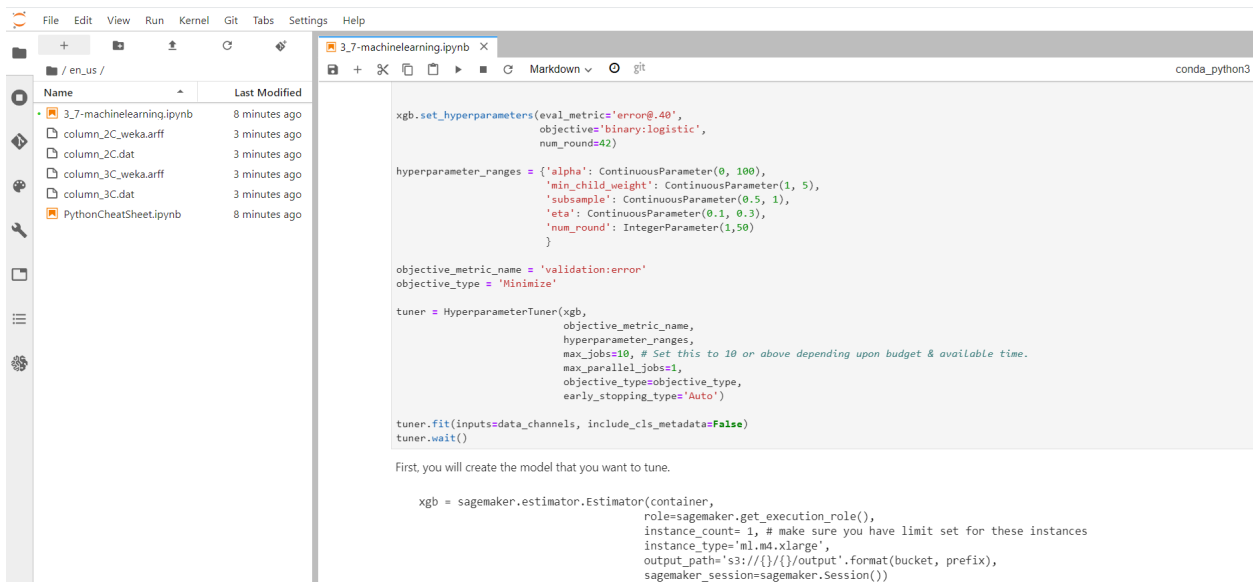 File Edit View Run Kernel Git Tabs Settings Help
3_7-machinelearning.ipynb
/ en_us /
Markdown
git
conda_python3
Name Last Modified
3_7-machinelearning.ipynb 8 minutes ago
column_2C_weka.arff 3 minutes ago
column_2C.dat 3 minutes ago
column_3C_weka.arff 3 minutes ago
column_3C.dat 3 minutes ago
PythonCheatSheet.ipynb 8 minutes ago
xgb.set_hyperparameters(eval_metric='error@.40',
objective='binary:logistic',
num_round=42)
hyperparameter_ranges = {'alpha': ContinuousParameter(0, 100),
'min_child_weight': ContinuousParameter(1, 5),
'subsample': ContinuousParameter(0.5, 1),
'eta': ContinuousParameter(0.1, 0.3),
'num_round': IntegerParameter(1,50)
}
objective_metric_name = 'validation:error'
objective_type = 'Minimize'
tuner = HyperparameterTuner(xgb,
objective_metric_name,
hyperparameter_ranges,
max_jobs=10, # Set this to 10 or above depending upon budget & available time.
max_parallel_jobs=1,
objective_type=objective_type,
early_stopping_type='Auto')
tuner.fit(inputs=data_channels, include_cls_metadata=False)
tuner.wait()
First, you will create the model that you want to tune.
xgb = sagemaker.estimator.Estimator(container,
role=sagemaker.get_execution_role(),
instance_count= 1, # make sure you have limit set for these instances
instance_type='ml.m4.xlarge',
output_path='s3://{}/{}/output'.format(bucket, prefix),
sagemaker_session=sagemaker.Session())